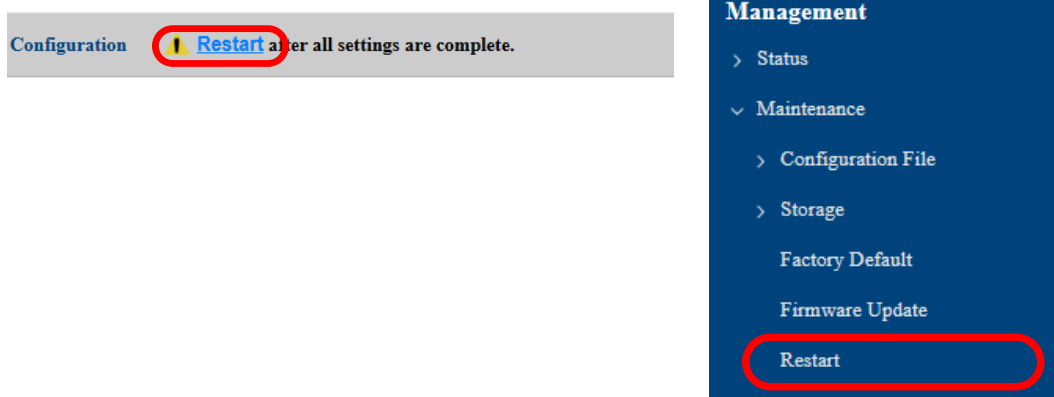 Configuration Restart after all settings are complete.
Management
Status
Maintenance
Configuration File
Storage
Factory Default
Firmware Update
Restart